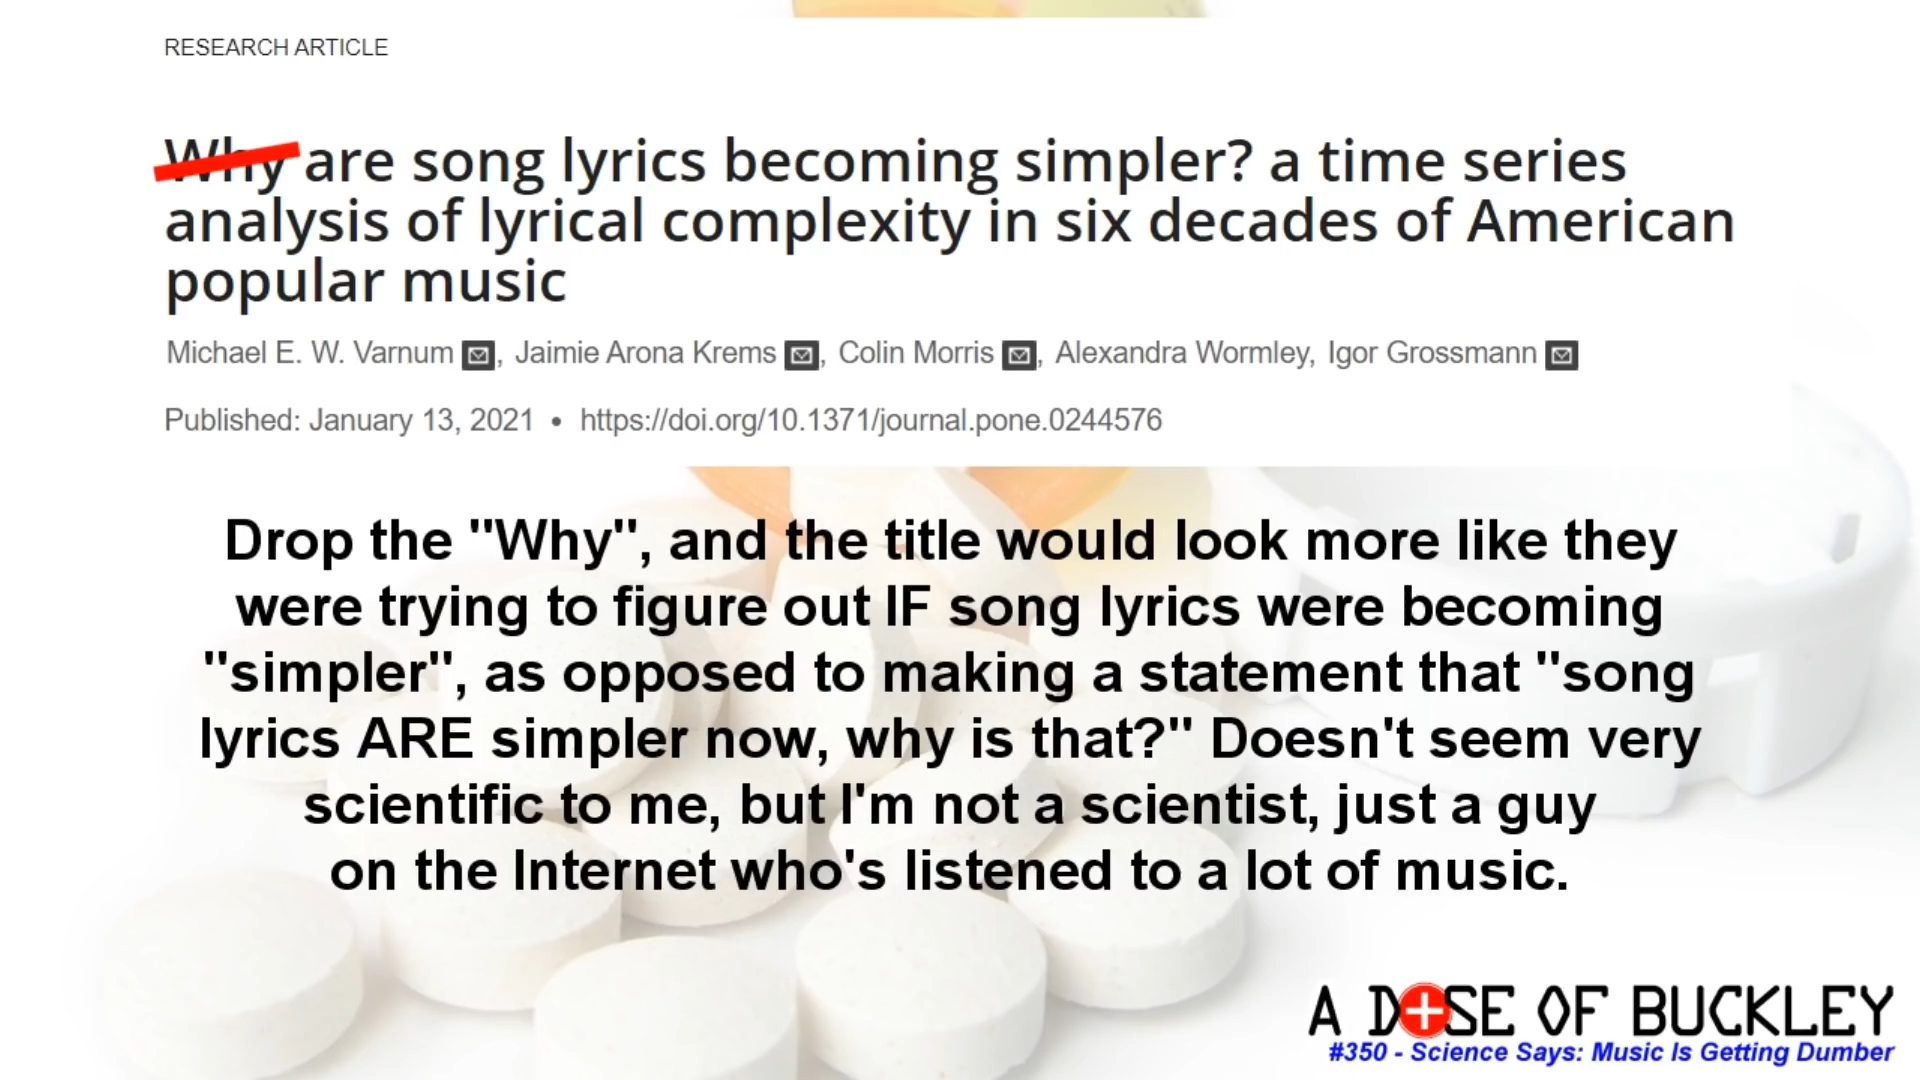 RESEARCH ARTICLE
Why are song lyrics becoming simpler? a time series
analysis of lyrical complexity in six decades of American
popular music
Michael E. W. Varnum, Jaimie Arona Krems, Colin Morris, Alexandra Wormley, Igor Grossmann
Published: January 13, 2021 • https://doi.org/10.1371/journal.pone.0244576
Drop the "Why", and the title would look more like they
were trying to figure out IF song lyrics were becoming
"simpler", as opposed to making a statement that "song
lyrics ARE simpler now, why is that?" Doesn't seem very
scientific to me, but I'm not a scientist, just a guy
on the Internet who's listened to a lot of music.
A DOSE OF BUCKLEY
#350 - Science Says: Music Is Getting Dumber